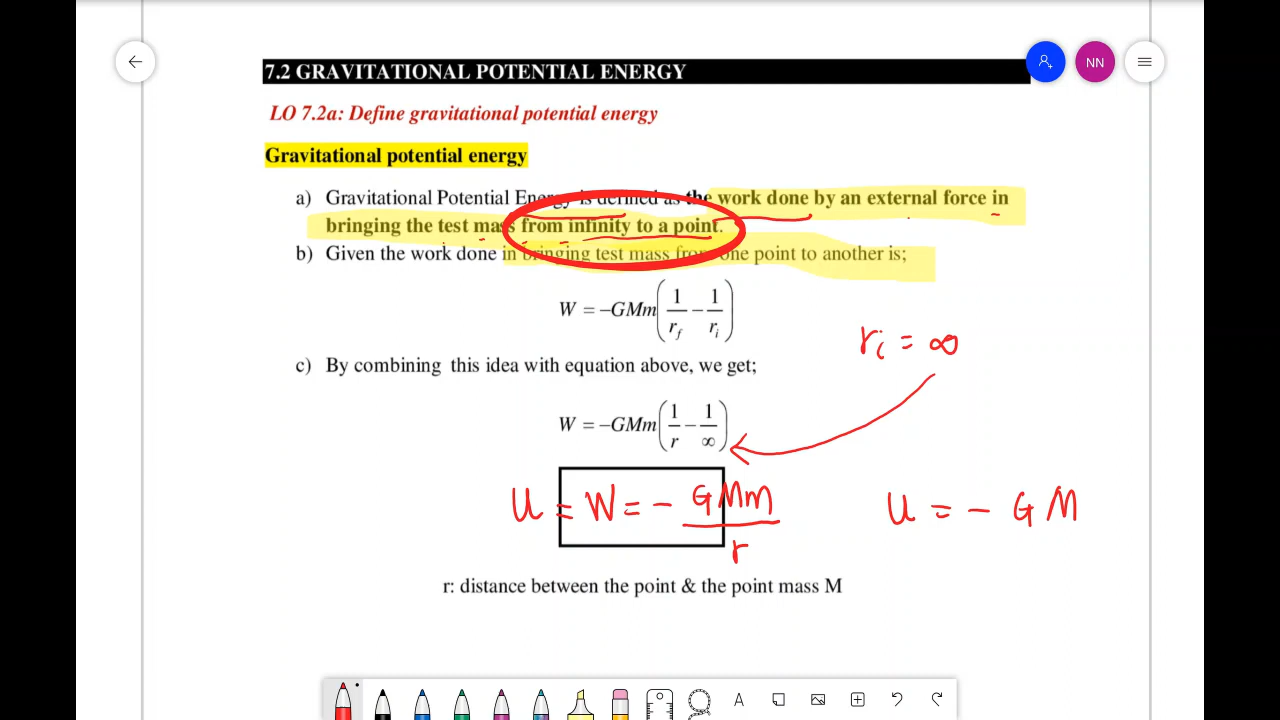 NN
7.2 GRAVITATIONAL POTENTIAL ENERGY
LO 7.2a: Define gravitational potential energy
Gravitational potential energy
a) Gravitational Potential Energy is defined as the work done by an external force in
bringing the test mass from infinity to a point.
b) Given the work done in bringing test mass from one point to another is;
W = −GMm(1/r_f − 1/r_i)
r_i = ∞
c) By combining this idea with equation above, we get;
W = −GMm(1/r − 1/∞)
U = W = − GMm/r
U = − GM
r: distance between the point & the point mass M
A